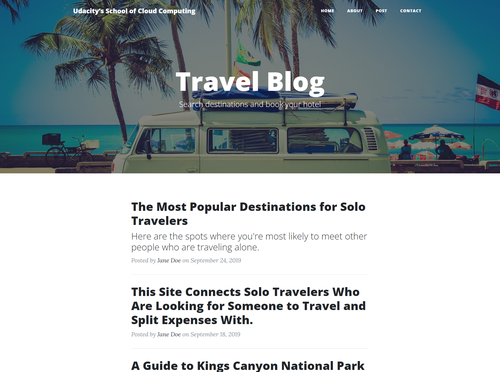 Udacity's School of Cloud Computing
HOME ABOUT POST CONTACT
Travel Blog
Search destinations and book your hotel
The Most Popular Destinations for Solo
Travelers
Here are the spots where you're most likely to meet other
people who are traveling alone.
Posted by Jane Doe on September 24, 2019
This Site Connects Solo Travelers Who
Are Looking for Someone to Travel and
Split Expenses With.
Posted by Jane Doe on September 18, 2019
A Guide to Kings Canyon National Park